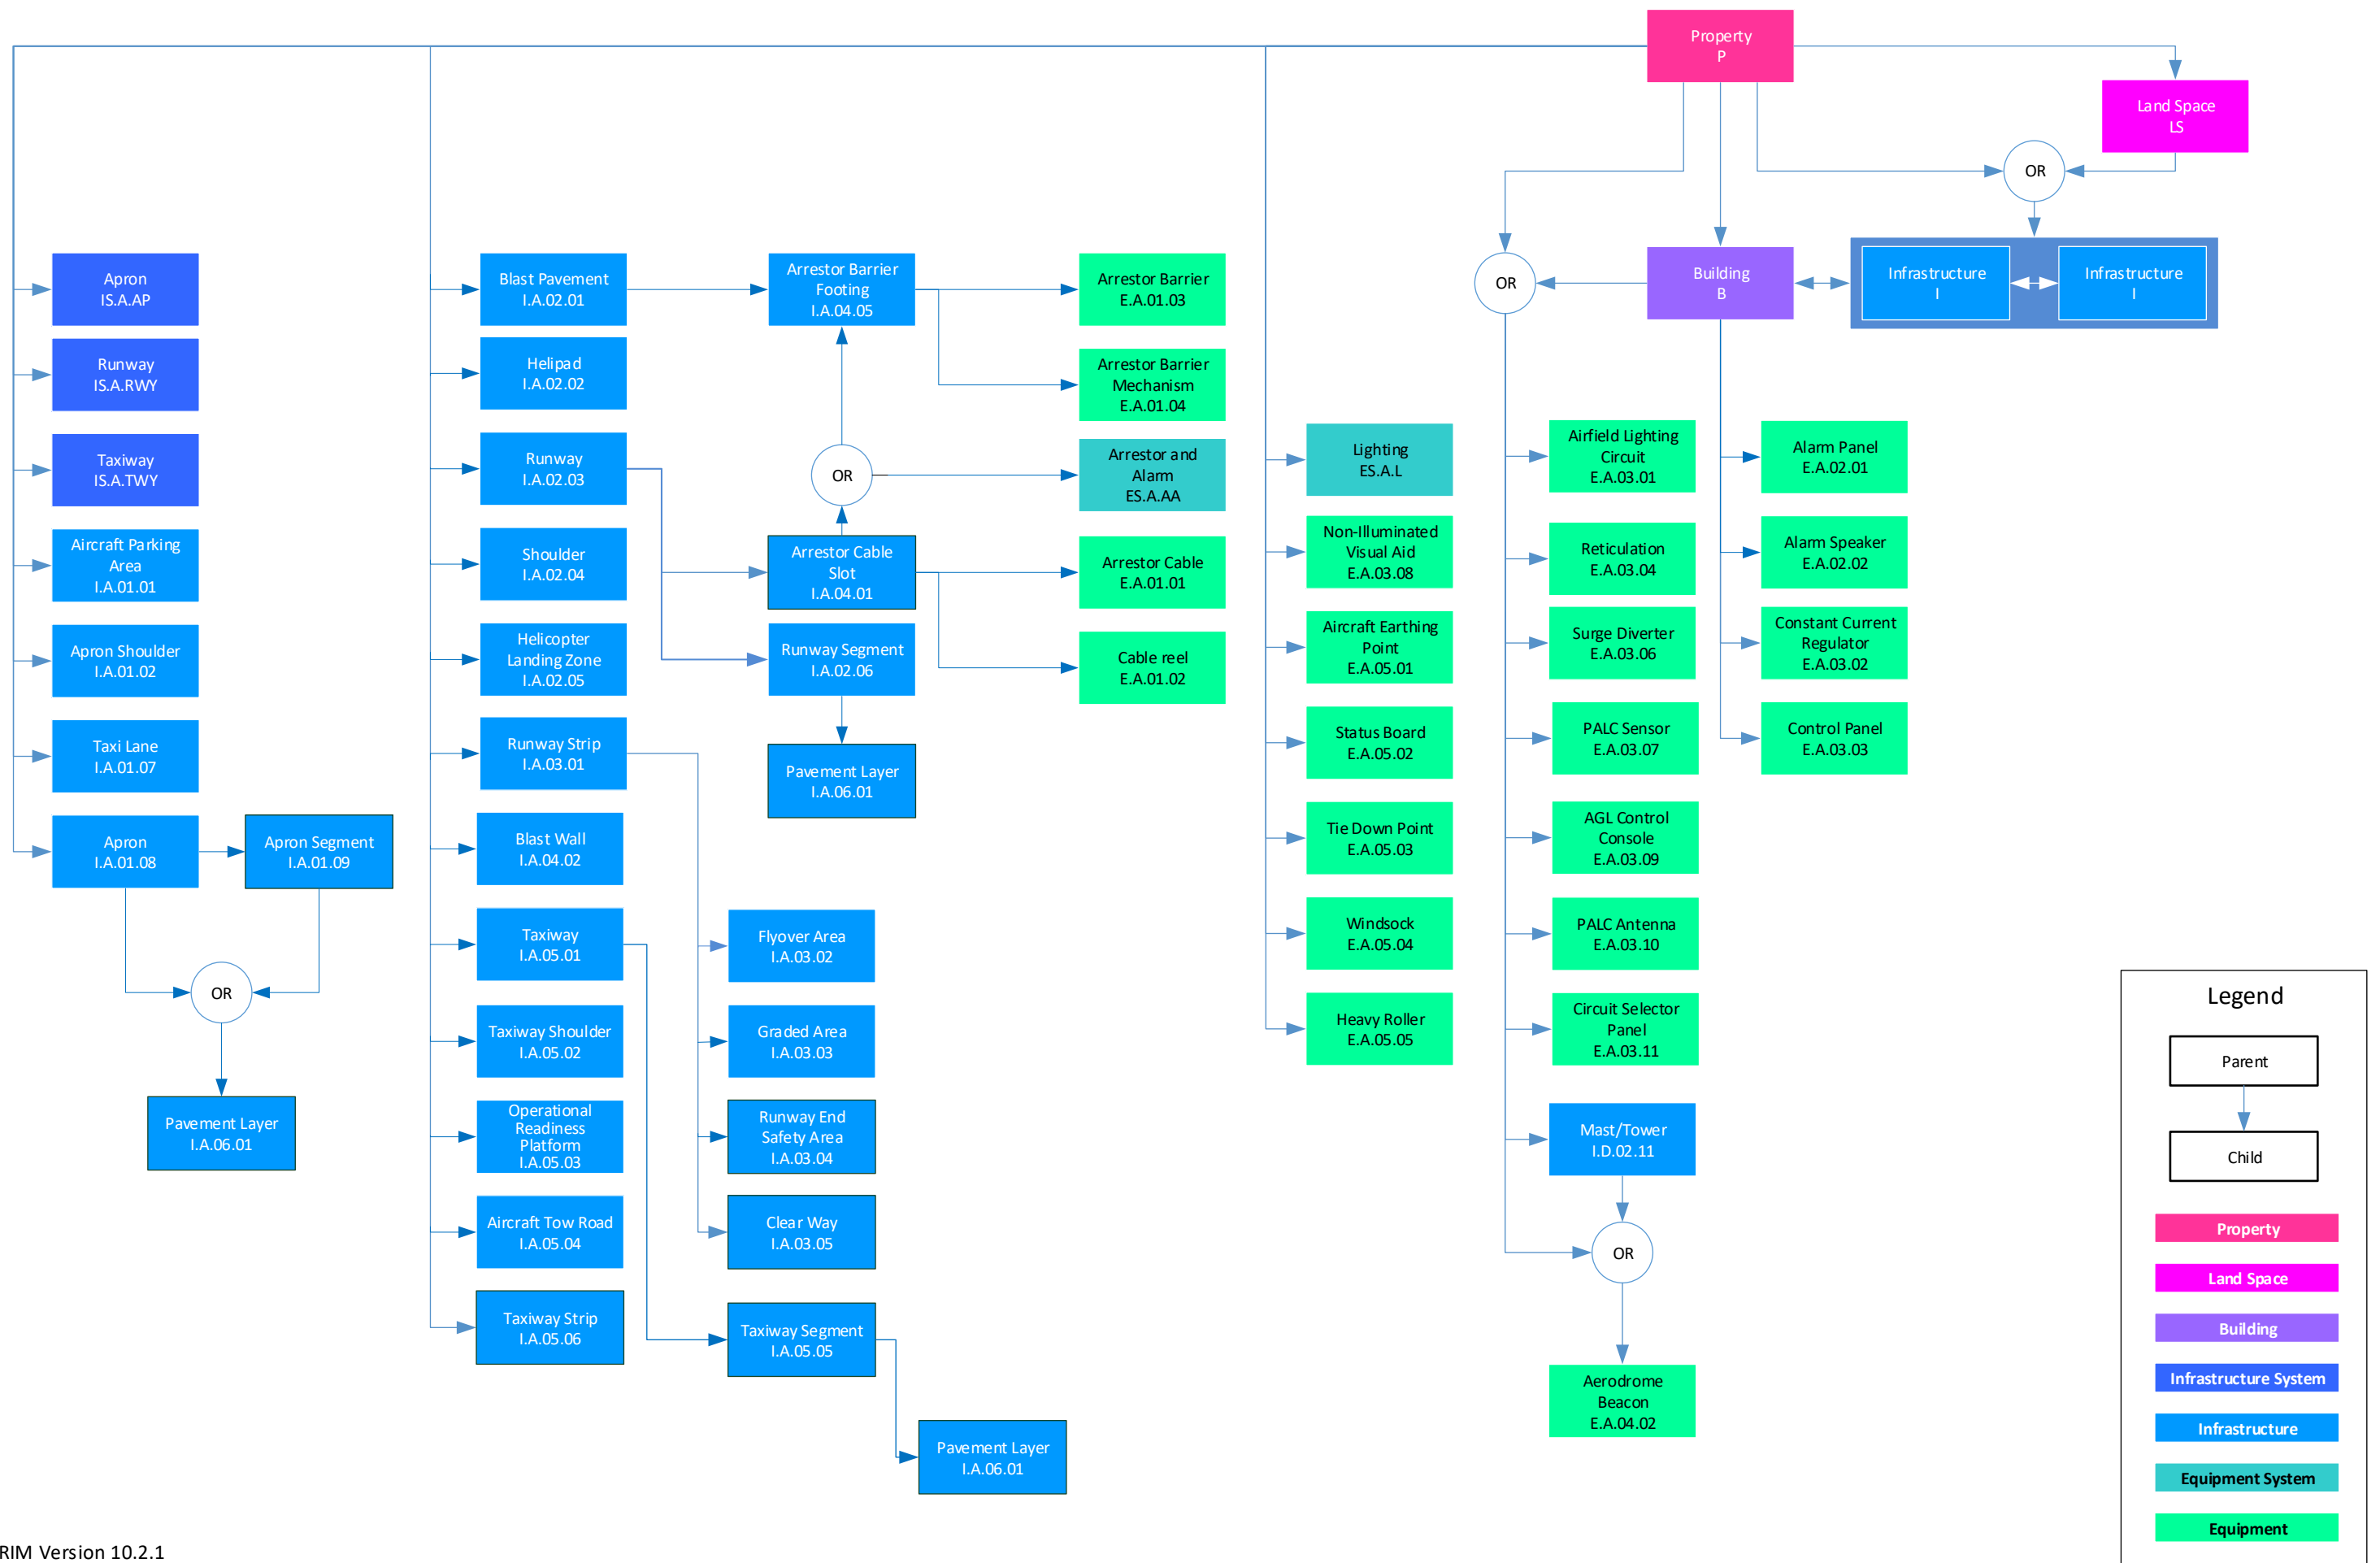 Property
P
Land Space
LS
OR
Apron
IS.A.AP
Runway
IS.A.RWY
Taxiway
IS.A.TWY
Aircraft Parking
Area
I.A.01.01
Apron Shoulder
I.A.01.02
Taxi Lane
I.A.01.07
Apron
I.A.01.08
Apron Segment
I.A.01.09
OR
Pavement Layer
I.A.06.01
Blast Pavement
I.A.02.01
Helipad
I.A.02.02
Runway
I.A.02.03
Shoulder
I.A.02.04
Helicopter
Landing Zone
I.A.02.05
Runway Strip
I.A.03.01
Blast Wall
I.A.04.02
Taxiway
I.A.05.01
Taxiway Shoulder
I.A.05.02
Operational
Readiness
Platform
I.A.05.03
Aircraft Tow Road
I.A.05.04
Taxiway Strip
I.A.05.06
Arrestor Barrier
Footing
I.A.04.05
OR
Arrestor Cable
Slot
I.A.04.01
Runway Segment
I.A.02.06
Pavement Layer
I.A.06.01
Flyover Area
I.A.03.02
Graded Area
I.A.03.03
Runway End
Safety Area
I.A.03.04
Clear Way
I.A.03.05
Taxiway Segment
I.A.05.05
Pavement Layer
I.A.06.01
Arrestor Barrier
E.A.01.03
Arrestor Barrier
Mechanism
E.A.01.04
Arrestor and
Alarm
ES.A.AA
Arrestor Cable
E.A.01.01
Cable reel
E.A.01.02
Lighting
ES.A.L
Non-Illuminated
Visual Aid
E.A.03.08
Aircraft Earthing
Point
E.A.05.01
Status Board
E.A.05.02
Tie Down Point
E.A.05.03
Windsock
E.A.05.04
Heavy Roller
E.A.05.05
OR
Building
B
Infrastructure
I
Infrastructure
I
Airfield Lighting
Circuit
E.A.03.01
Reticulation
E.A.03.04
Surge Diverter
E.A.03.06
PALC Sensor
E.A.03.07
AGL Control
Console
E.A.03.09
PALC Antenna
E.A.03.10
Circuit Selector
Panel
E.A.03.11
Mast/Tower
I.D.02.11
OR
Aerodrome
Beacon
E.A.04.02
Alarm Panel
E.A.02.01
Alarm Speaker
E.A.02.02
Constant Current
Regulator
E.A.03.02
Control Panel
E.A.03.03
Legend
Parent
Child
Property
Land Space
Building
Infrastructure System
Infrastructure
Equipment System
Equipment
RIM Version 10.2.1